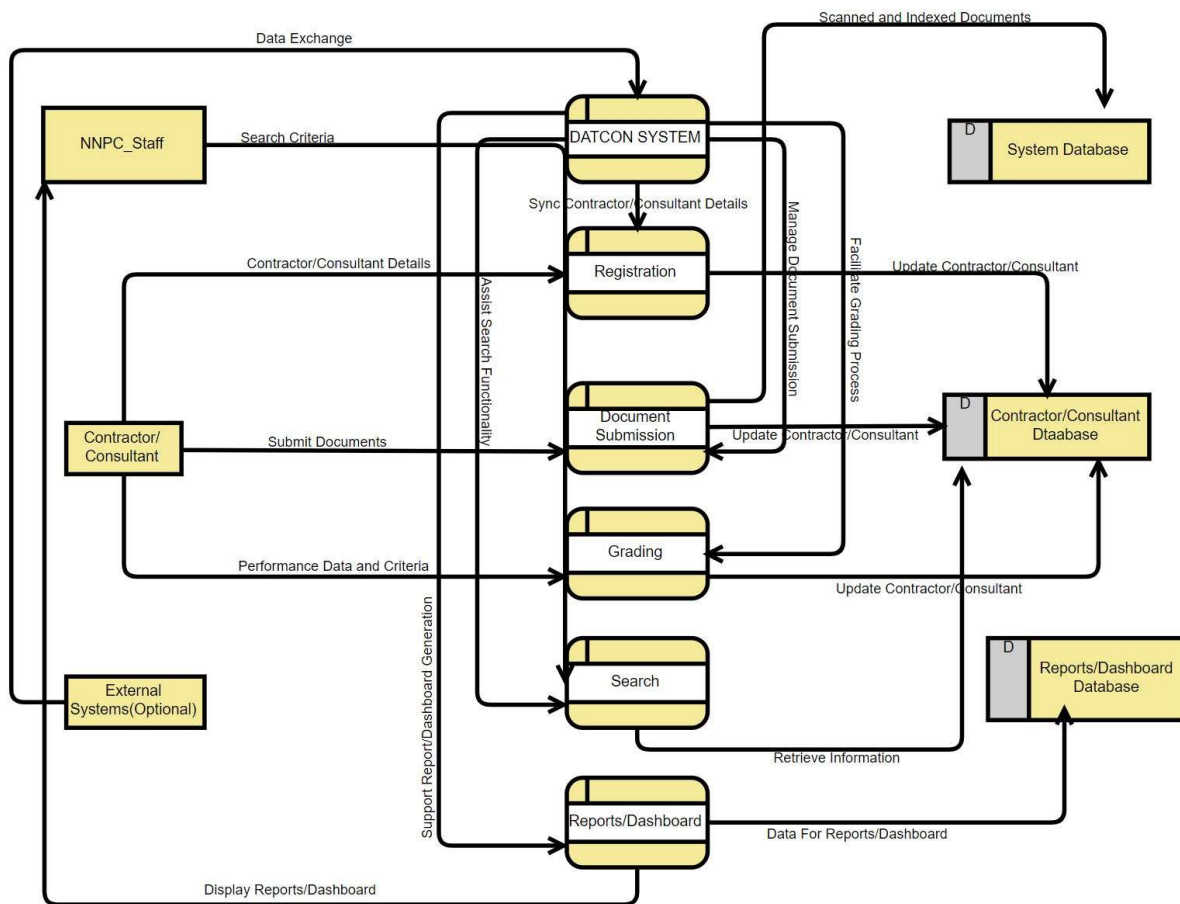 Scanned and Indexed Documents
Data Exchange
D
System Database
NNPC_Staff
Search Criteria
DATCON SYSTEM
Sync Contractor/Consultant Details
Manage Document Submission
Facilitate Grading Process
Contractor/Consultant Details
Registration
Update Contractor/Consultant
Assist Search Functionality
D
Contractor/Consultant
Dtaabase
Contractor/
Consultant
Submit Documents
Document
Submission
Update Contractor/Consultant
Grading
Performance Data and Criteria
Update Contractor/Consultant
Support Report/Dashboard Generation
External
Systems(Optional)
Search
D
Reports/Dashboard
Database
Retrieve Information
Reports/Dashboard
Data For Reports/Dashboard
Display Reports/Dashboard